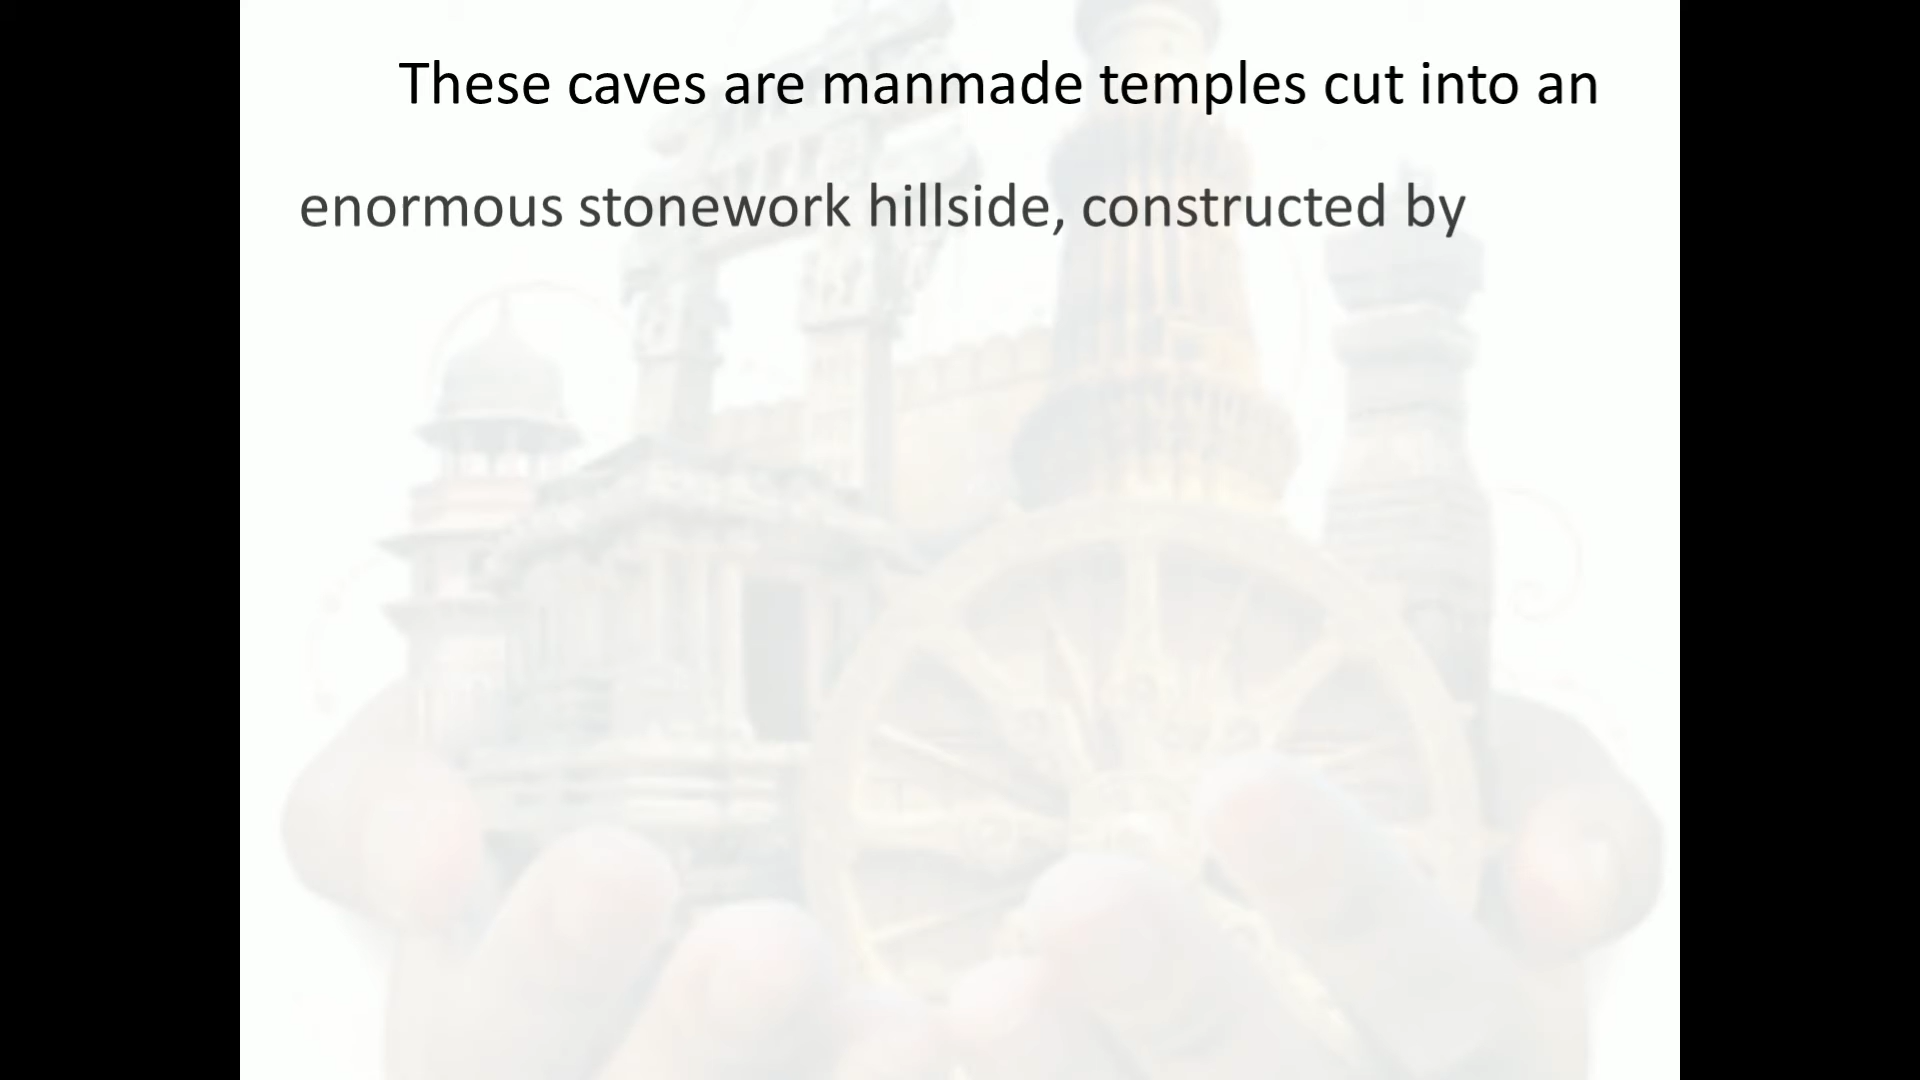 These caves are manmade temples cut into an
enormous stonework hillside, constructed by